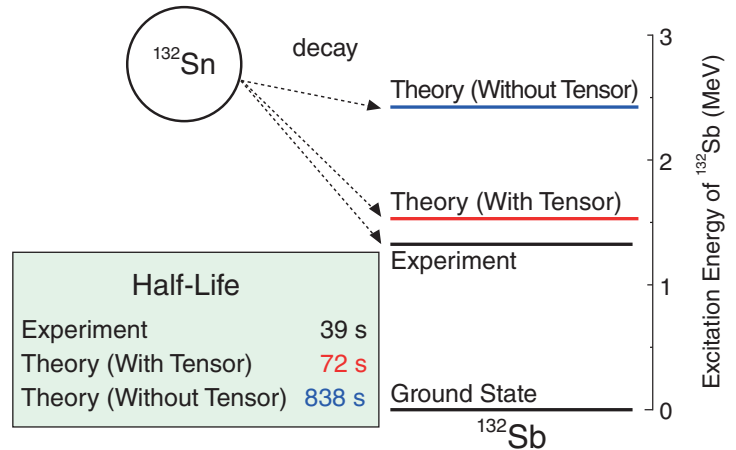 ¹³²Sn
decay
Theory (Without Tensor)
Theory (With Tensor)
Experiment
Ground State
¹³²Sb
Half-Life
Experiment 39 s
Theory (With Tensor) 72 s
Theory (Without Tensor) 838 s
3
2
1
0
Excitation Energy of ¹³²Sb (MeV)